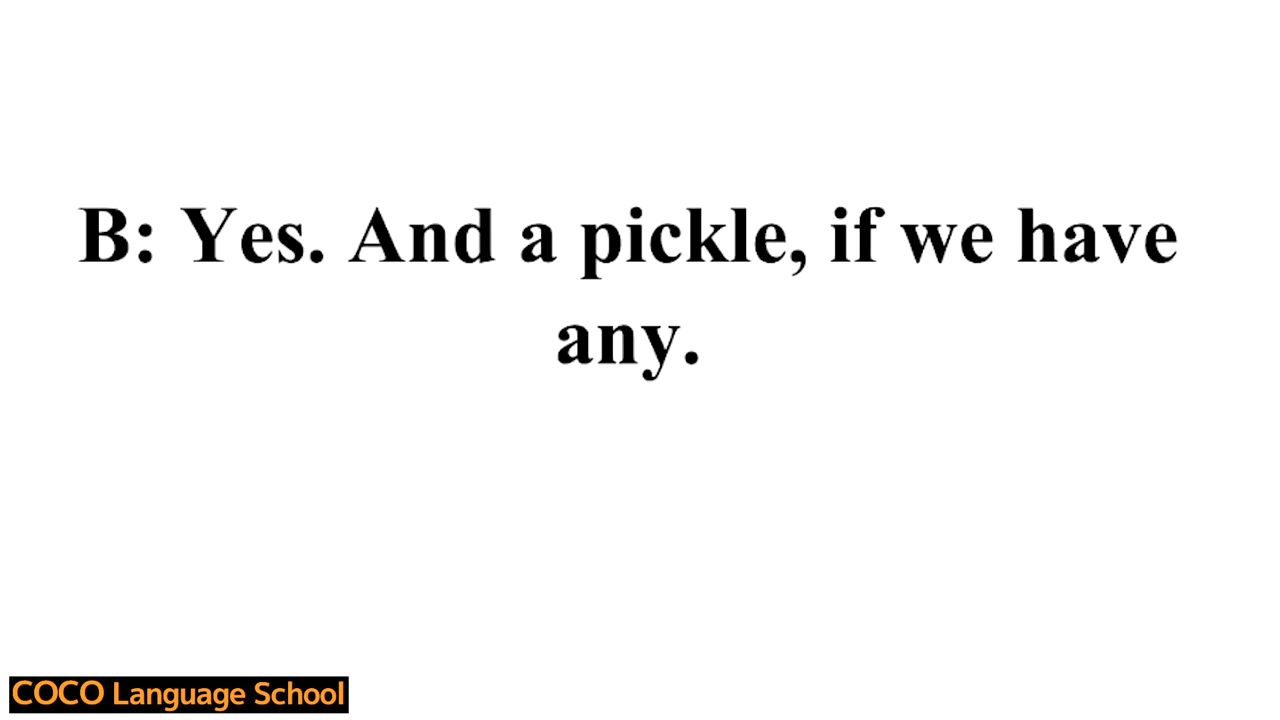 B: Yes. And a pickle, if we have
any.
COCO Language School